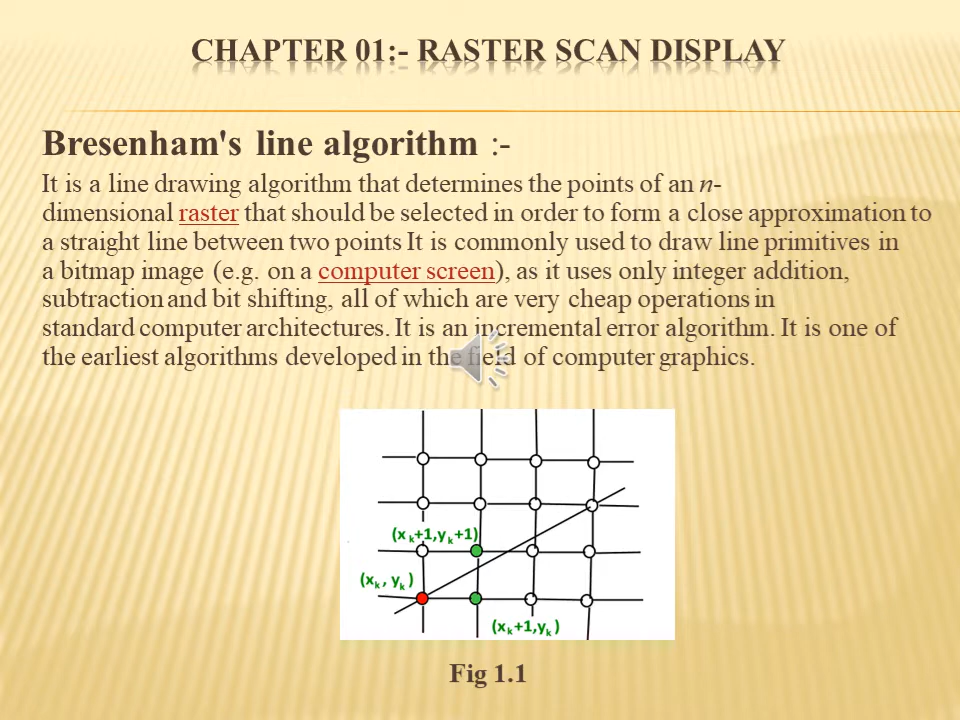 CHAPTER 01:- RASTER SCAN DISPLAY
Bresenham's line algorithm :-
It is a line drawing algorithm that determines the points of an n-
dimensional raster that should be selected in order to form a close approximation to
a straight line between two points It is commonly used to draw line primitives in
a bitmap image (e.g. on a computer screen), as it uses only integer addition,
subtraction and bit shifting, all of which are very cheap operations in
standard computer architectures. It is an incremental error algorithm. It is one of
the earliest algorithms developed in the field of computer graphics.
(xk+1,yk+1)
(xk, yk)
(xk+1,yk)
Fig 1.1